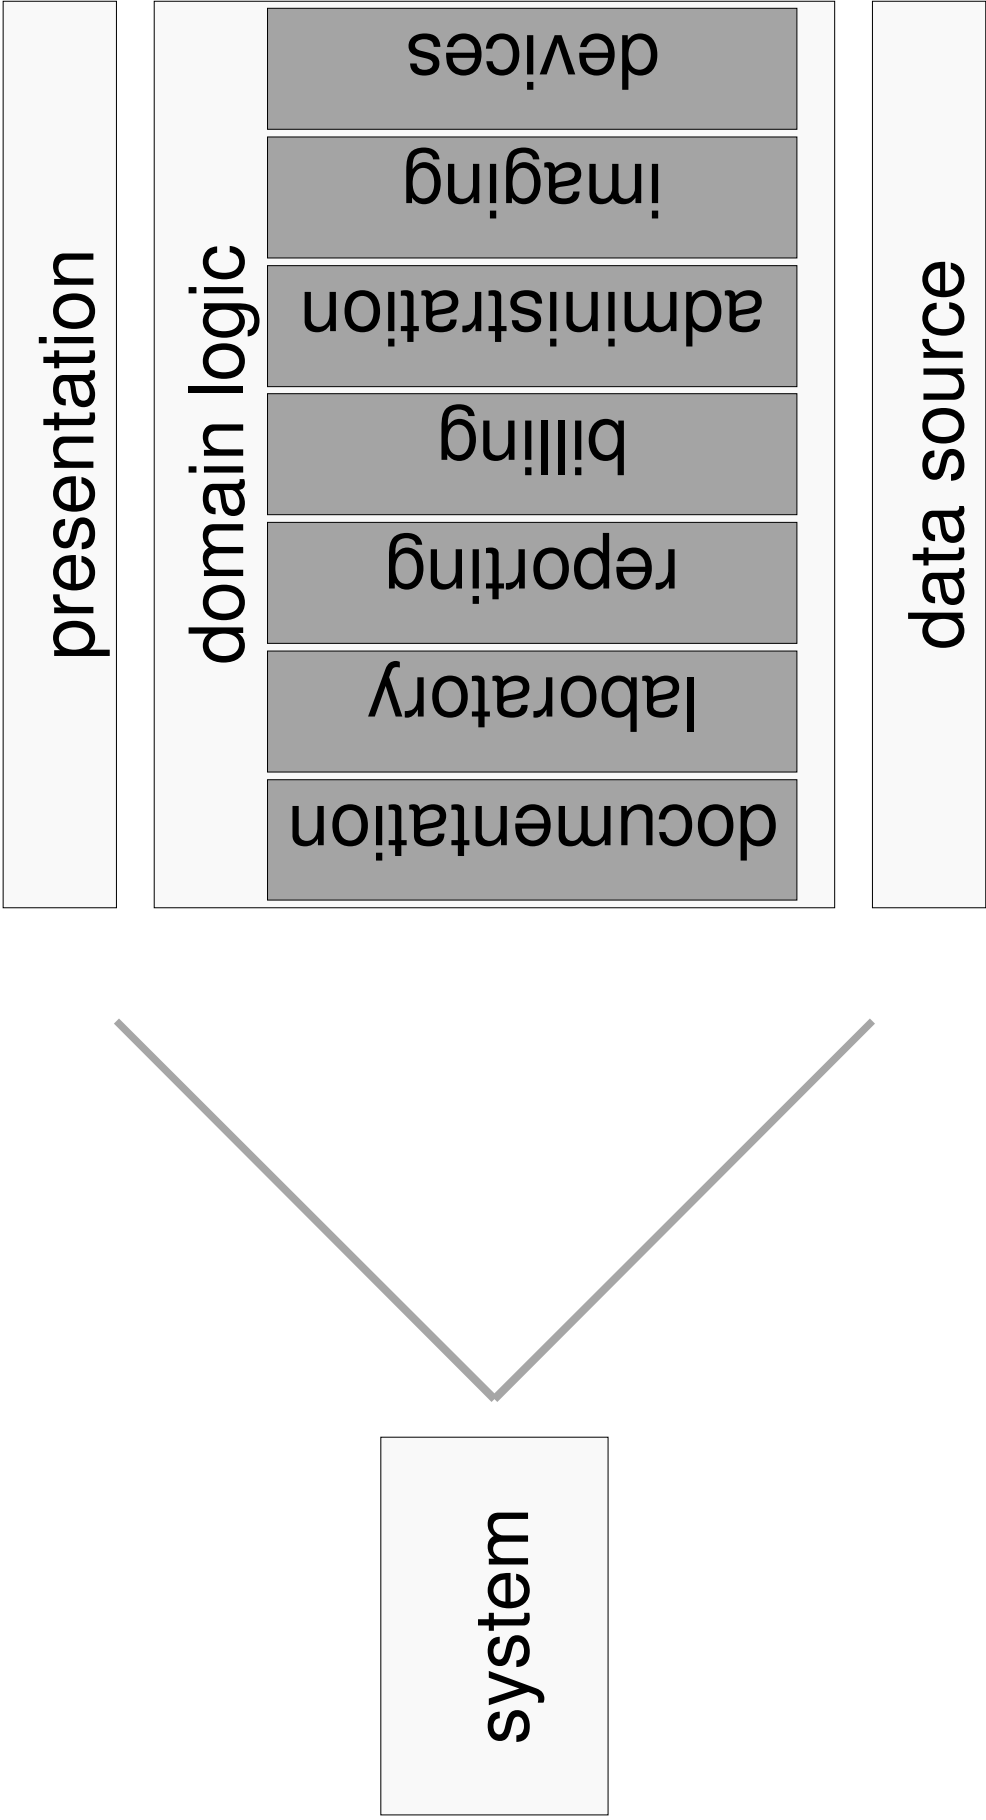 system
presentation
domain logic
documentation
laboratory
reporting
billing
administration
imaging
devices
data source